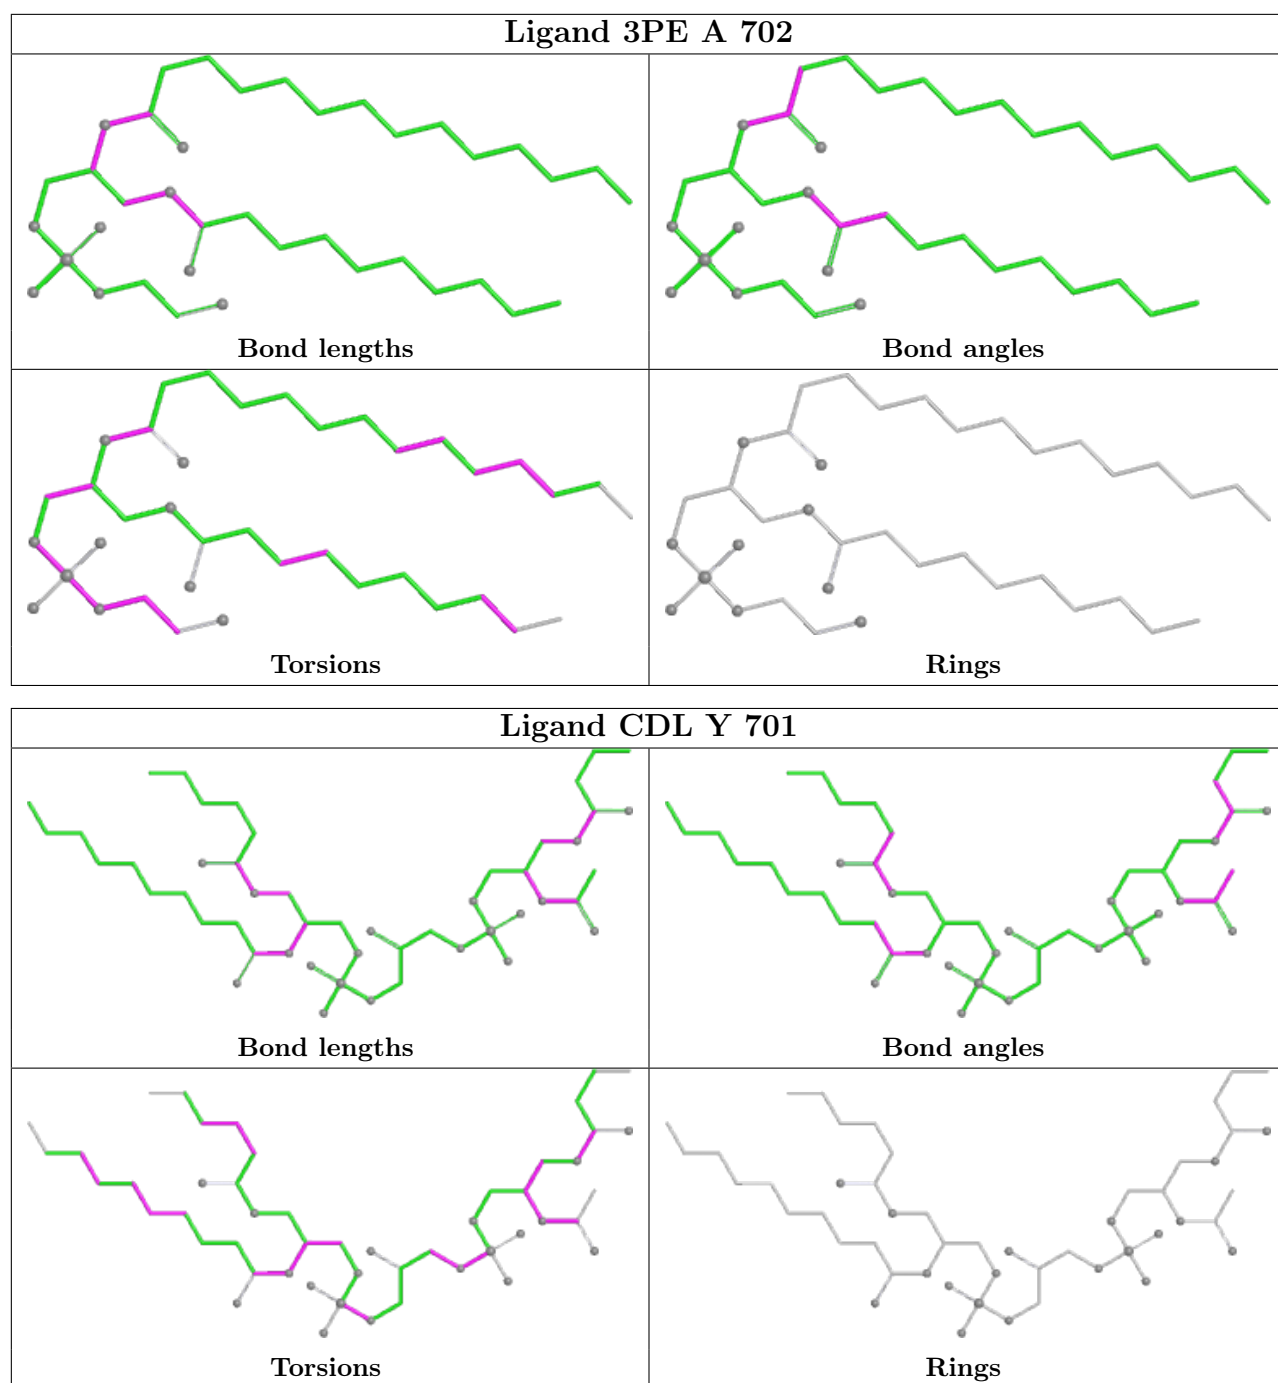 Ligand 3PE A 702
Bond lengths
Bond angles
Torsions
Rings
Ligand CDL Y 701
Bond lengths
Bond angles
Torsions
Rings